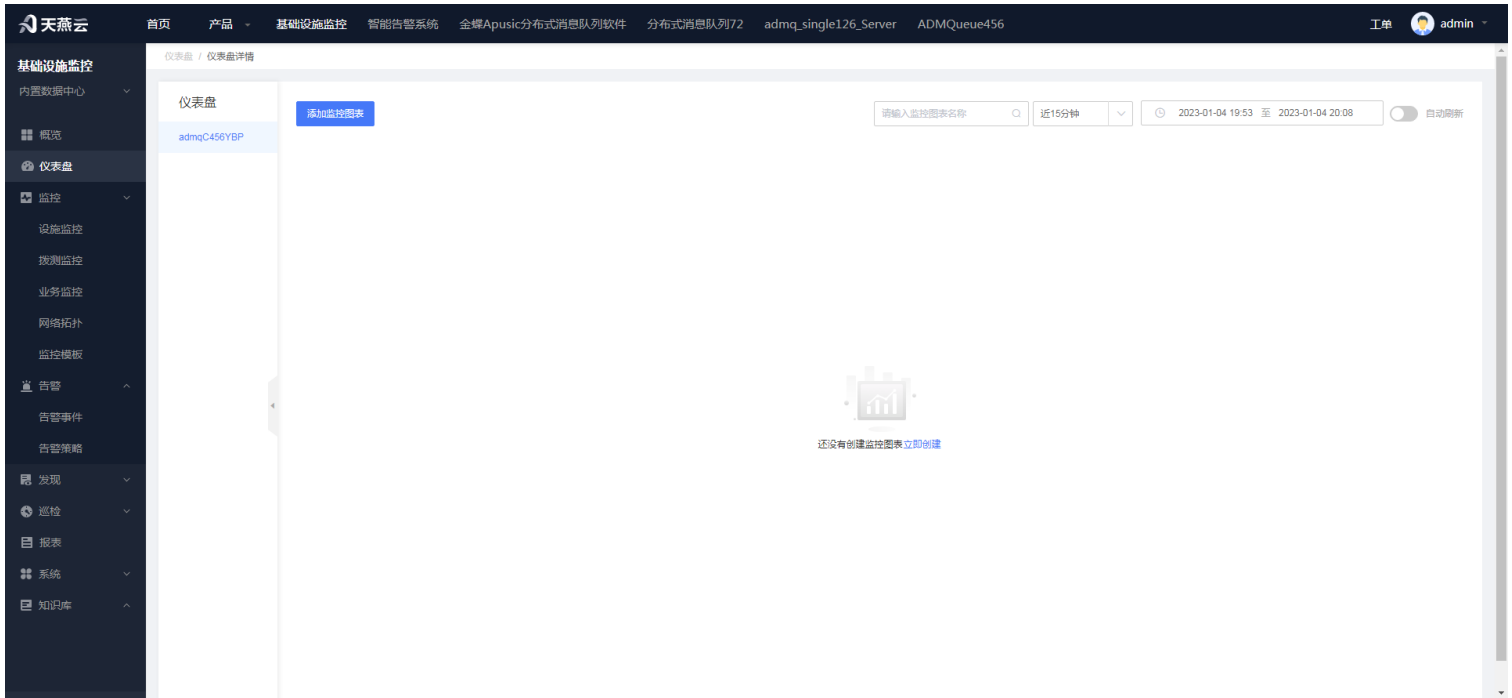 天燕云 首页 产品 基础设施监控 智能告警系统 金蝶Apusic分布式消息队列软件 分布式消息队列72 admq_single126_Server ADMQueue456 工单 admin
基础设施监控
内置数据中心
概览
仪表盘
监控
设施监控
拨测监控
业务监控
网络拓扑
监控模板
告警
告警事件
告警策略
发现
巡检
报表
系统
知识库
仪表盘 / 仪表盘详情
仪表盘
admqC456YBP
添加监控图表 请输入监控图表名称 近15分钟 2023-01-04 19:53 至 2023-01-04 20:08 自动刷新
还没有创建监控图表立即创建